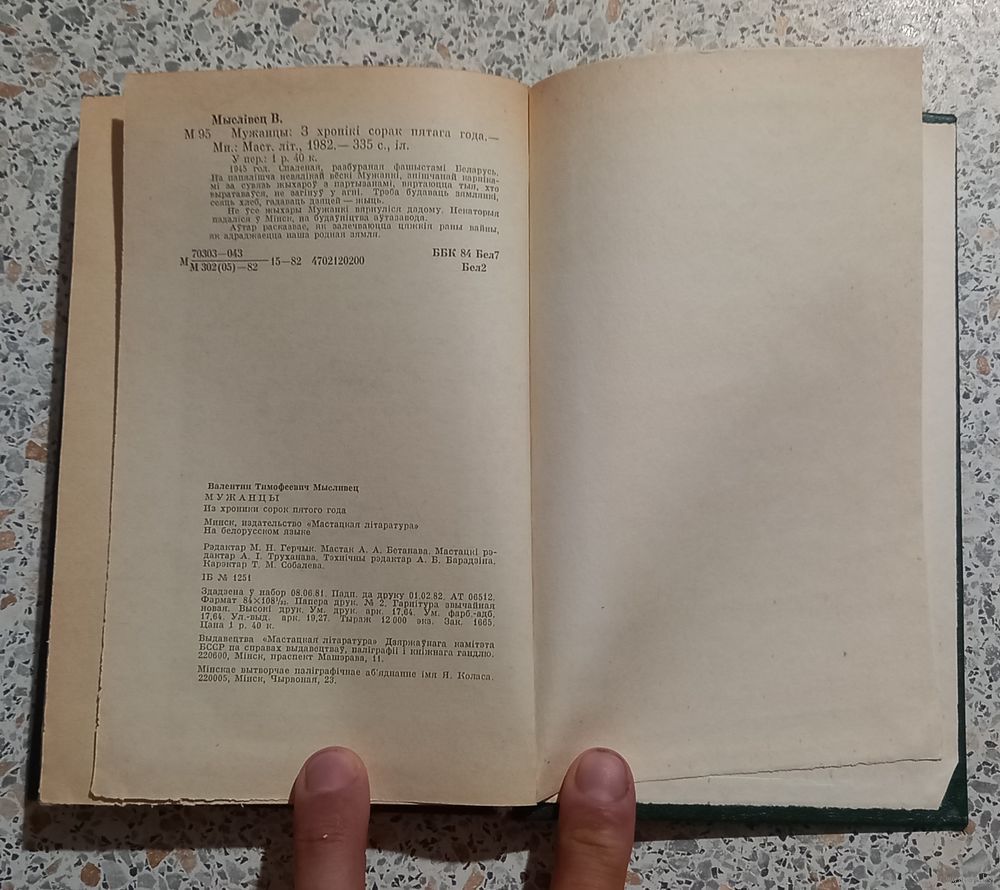 Мыслівец В.
М 95 Мужанцы: З хронікі сорак пятага года.—
Мн.: Маст. літ., 1982.— 335 с., іл.
У пер.: 1 р. 40 к.
1945 год. Спаленая, разбураная фашыстамі Беларусь.
На папялішча невялікай вёскі Мужанкі, знішчанай карнікамі
мі за сувязь жыхароў з партызанамі, вяртаюцца тыя, хто
выратаваўся, не загінуў у агні. Трэба будаваць зямлянкі,
сеяць хлеб, гадаваць дзяцей — жыць.
Не ўсе жыхары Мужанкі вярнуліся дадому. Некаторыя
падаліся ў Мінск, на будаўніцтва аўтазавода.
Аўтар расказвае, як залечваюцца цяжкія раны вайны,
як адраджаецца наша родная зямля.
М 70303—043
М 302(05)—82 15—82 4702120200
ББК 84 Бел7
Бел2
Валентин Тимофеевич Мысливец
МУЖАНЦЫ
Из хроники сорок пятого года
Минск, издательство «Мастацкая літаратура»
На белорусском языке
Рэдактар М. Н. Герчык. Мастак А. А. Бетанава. Мастацкі рэ-
дактар А. І. Труханава. Тэхнічны рэдактар А. Б. Барадзіна.
Карэктар Т. М. Собалева.
ІБ № 1251
Здадзена ў набор 08.06.81. Падп. да друку 01.02.82. АТ 06512.
Фармат 84×108¹/₃₂. Папера друк. № 2. Гарнітура звычайная
новая. Высокі друк. Ум. друк. арк. 17,64. Ум. фарб.-адб.
17,64. Ул.-выд. арк. 19,27. Тыраж 12 000 экз. Зак. 1665.
Цана 1 р. 40 к.
Выдавецтва «Мастацкая літаратура» Дзяржаўнага камітэта
БССР па справах выдавецтваў, паліграфіі і кніжнага гандлю.
220600, Мінск, праспект Машэрава, 11.
Мінскае вытворчае паліграфічнае аб'яднанне імя Я. Коласа.
220005, Мінск, Чырвоная, 23.